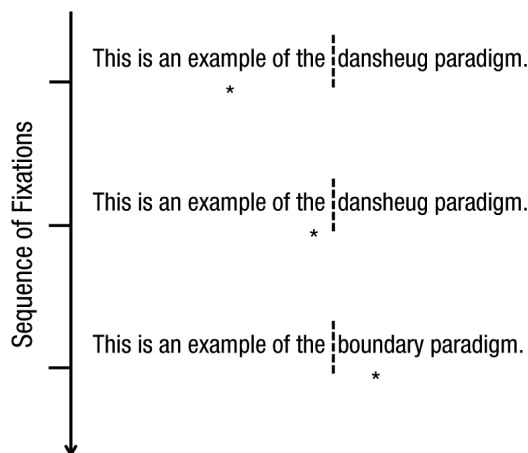 Sequence of Fixations
This is an example of the dansheug paradigm.
*
This is an example of the dansheug paradigm.
*
This is an example of the boundary paradigm.
*